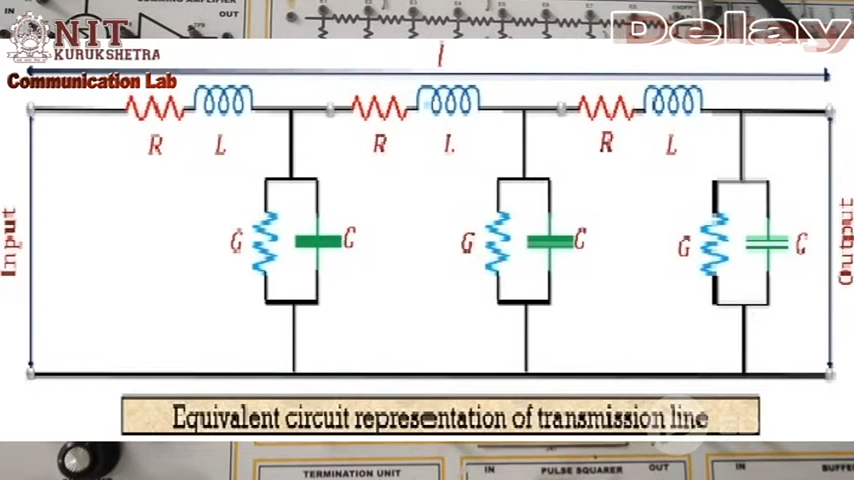 IN
OUT
Delay
NIT
KURUKSHETRA
Communication Lab
l
R L R L R L
Input
G C G C G C
Output
Equivalent circuit representation of transmission line
TERMINATION UNIT
IN PULSE SQUARER OUT
IN